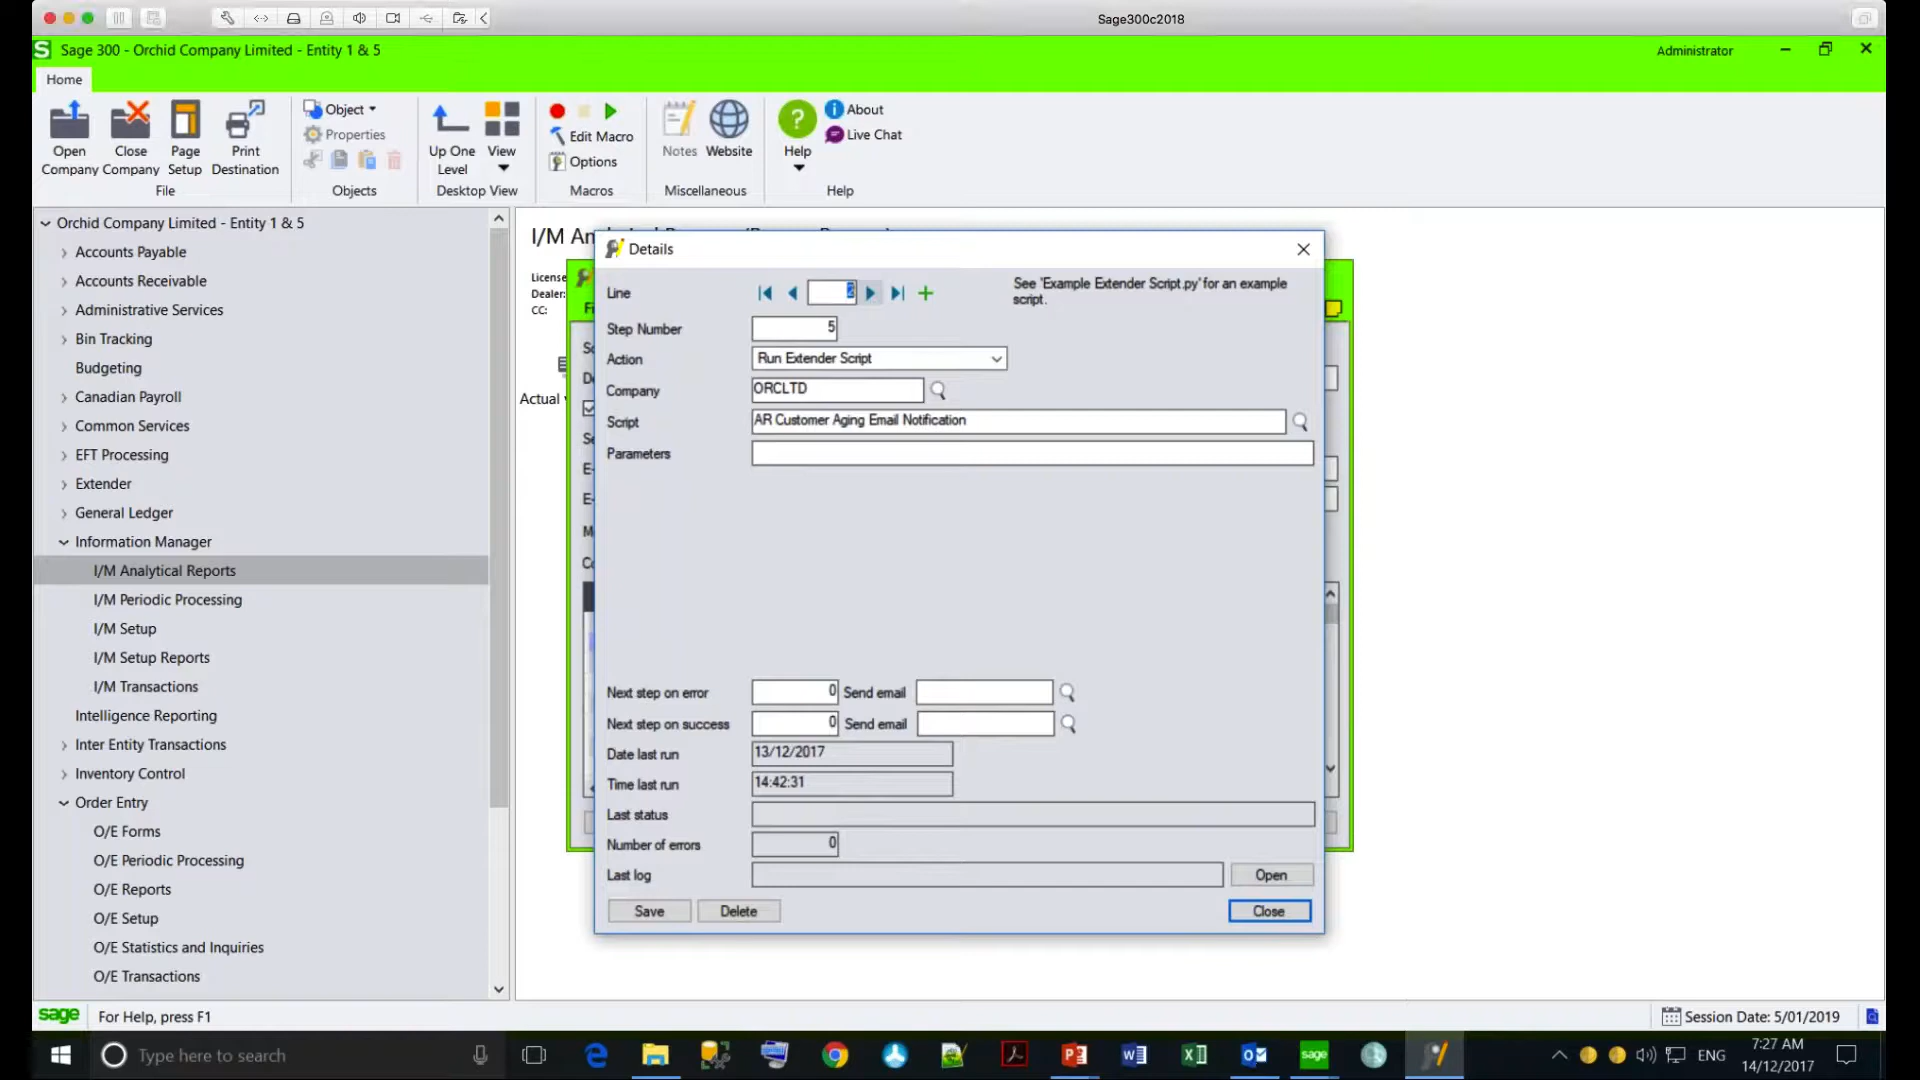 Sage300c2018
Sage 300 - Orchid Company Limited - Entity 1 & 5
Administrator
Home
Open Company
Close Company
Page Setup
Print Destination
File
Object
Properties
Objects
Up One Level
View
Desktop View
Edit Macro
Options
Macros
Notes
Website
Miscellaneous
Help
About
Live Chat
Help
Orchid Company Limited - Entity 1 & 5
Accounts Payable
Accounts Receivable
Administrative Services
Bin Tracking
Budgeting
Canadian Payroll
Common Services
EFT Processing
Extender
General Ledger
Information Manager
I/M Analytical Reports
I/M Periodic Processing
I/M Setup
I/M Setup Reports
I/M Transactions
Intelligence Reporting
Inter Entity Transactions
Inventory Control
Order Entry
O/E Forms
O/E Periodic Processing
O/E Reports
O/E Setup
O/E Statistics and Inquiries
O/E Transactions
I/M An
License
Dealer:
CC:
Actual
Details
Line
See 'Example Extender Script.py' for an example
script.
Step Number 5
Action Run Extender Script
Company ORCLTD
Script AR Customer Aging Email Notification
Parameters
Next step on error 0 Send email
Next step on success 0 Send email
Date last run 13/12/2017
Time last run 14:42:31
Last status
Number of errors 0
Last log Open
Save Delete Close
sage For Help, press F1
Session Date: 5/01/2019
Type here to search
sage
ENG
7:27 AM
14/12/2017